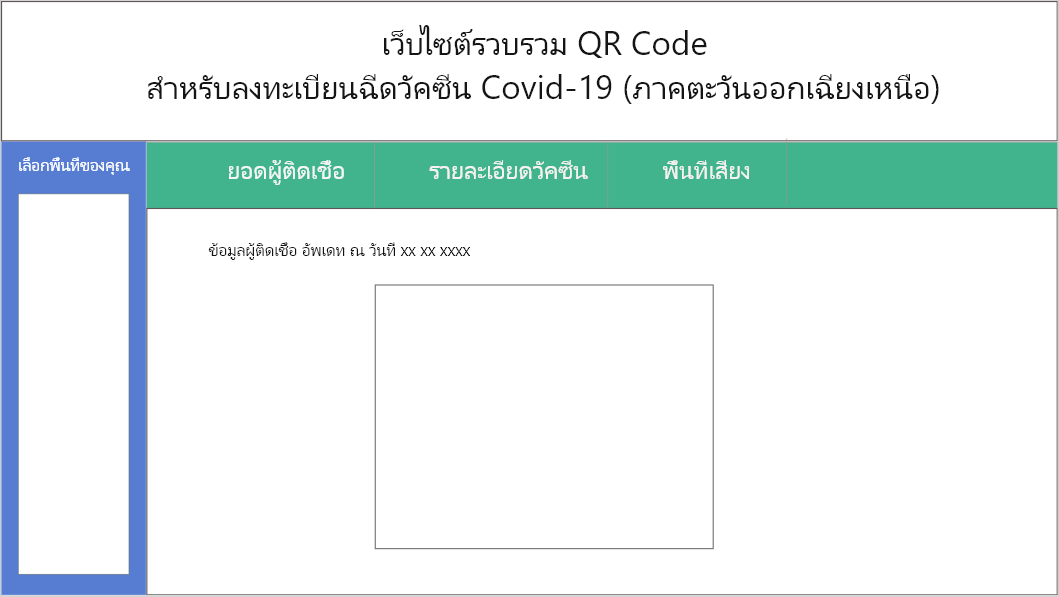 เว็บไซต์รวบรวม QR Code
สำหรับลงทะเบียนฉีดวัคซีน Covid-19 (ภาคตะวันออกเฉียงเหนือ)
เลือกพื้นที่ของคุณ
ยอดผู้ติดเชื้อ รายละเอียดวัคซีน พื้นที่เสี่ยง
ข้อมูลผู้ติดเชื้อ อัพเดท ณ วันที่ xx xx xxxx